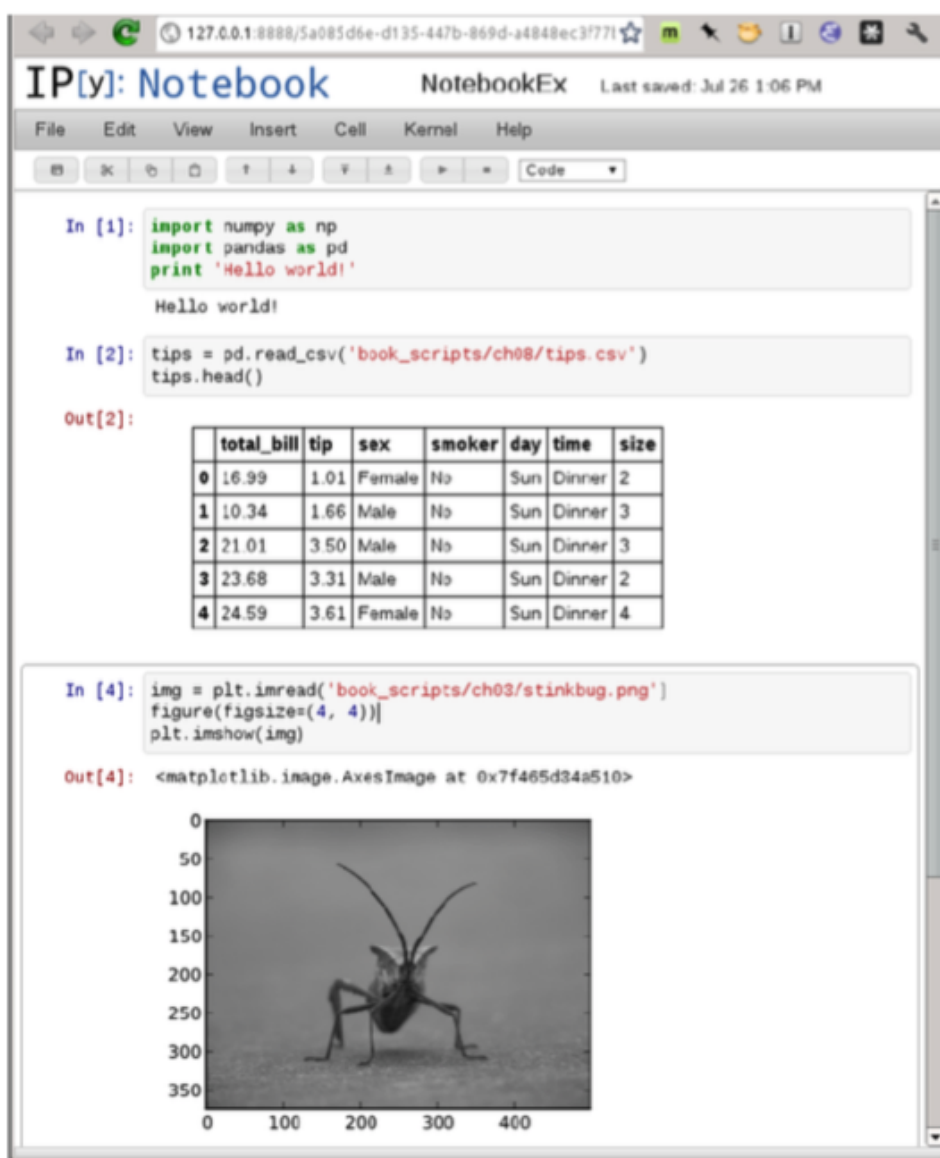 127.0.0.1:8888/5a085d6e-d135-447b-869d-a4848ec3f77
IP[y]: Notebook NotebookEx Last saved: Jul 26 1:06 PM
File Edit View Insert Cell Kernel Help
Code
In [1]: import numpy as np
import pandas as pd
print 'Hello world!'
Hello world!
In [2]: tips = pd.read_csv('book_scripts/ch08/tips.csv')
tips.head()
Out[2]:
total_bill tip sex smoker day time size
0 16.99 1.01 Female No Sun Dinner 2
1 10.34 1.66 Male No Sun Dinner 3
2 21.01 3.50 Male No Sun Dinner 3
3 23.68 3.31 Male No Sun Dinner 2
4 24.59 3.61 Female No Sun Dinner 4
In [4]: img = plt.imread('book_scripts/ch03/stinkbug.png')
figure(figsize=(4, 4))
plt.imshow(img)
Out[4]: <matplotlib.image.AxesImage at 0x7f465d34a510>
0
50
100
150
200
250
300
350
0 100 200 300 400